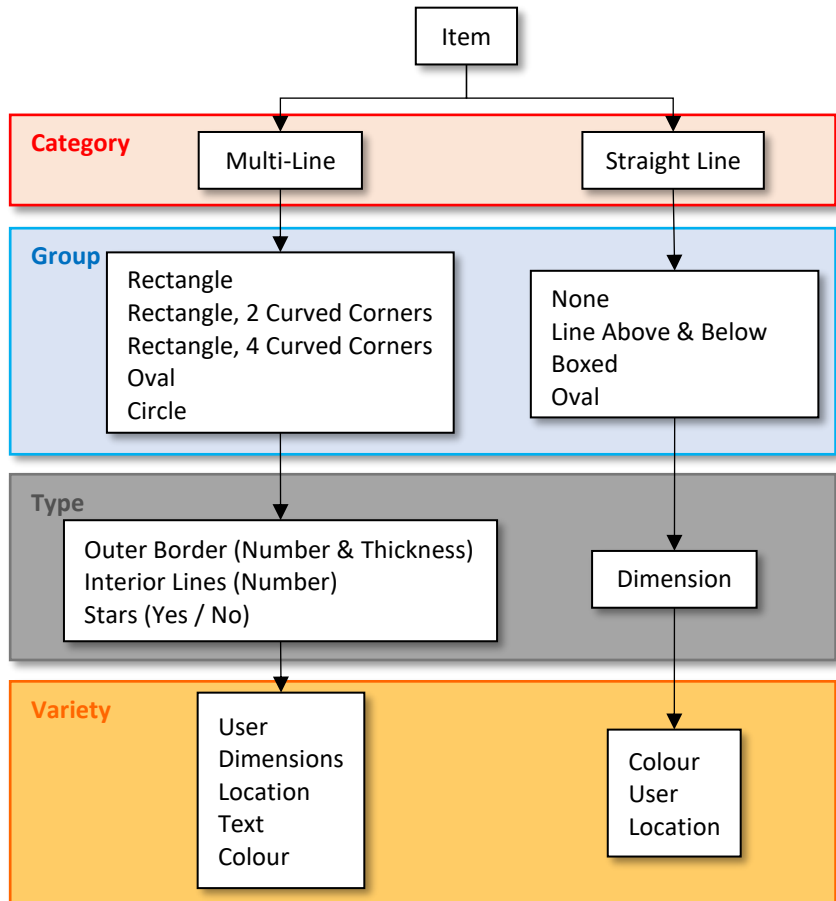 Item
Category
Multi-Line
Straight Line
Group
Rectangle
Rectangle, 2 Curved Corners
Rectangle, 4 Curved Corners
Oval
Circle
None
Line Above & Below
Boxed
Oval
Type
Outer Border (Number & Thickness)
Interior Lines (Number)
Stars (Yes / No)
Dimension
Variety
User
Dimensions
Location
Text
Colour
Colour
User
Location